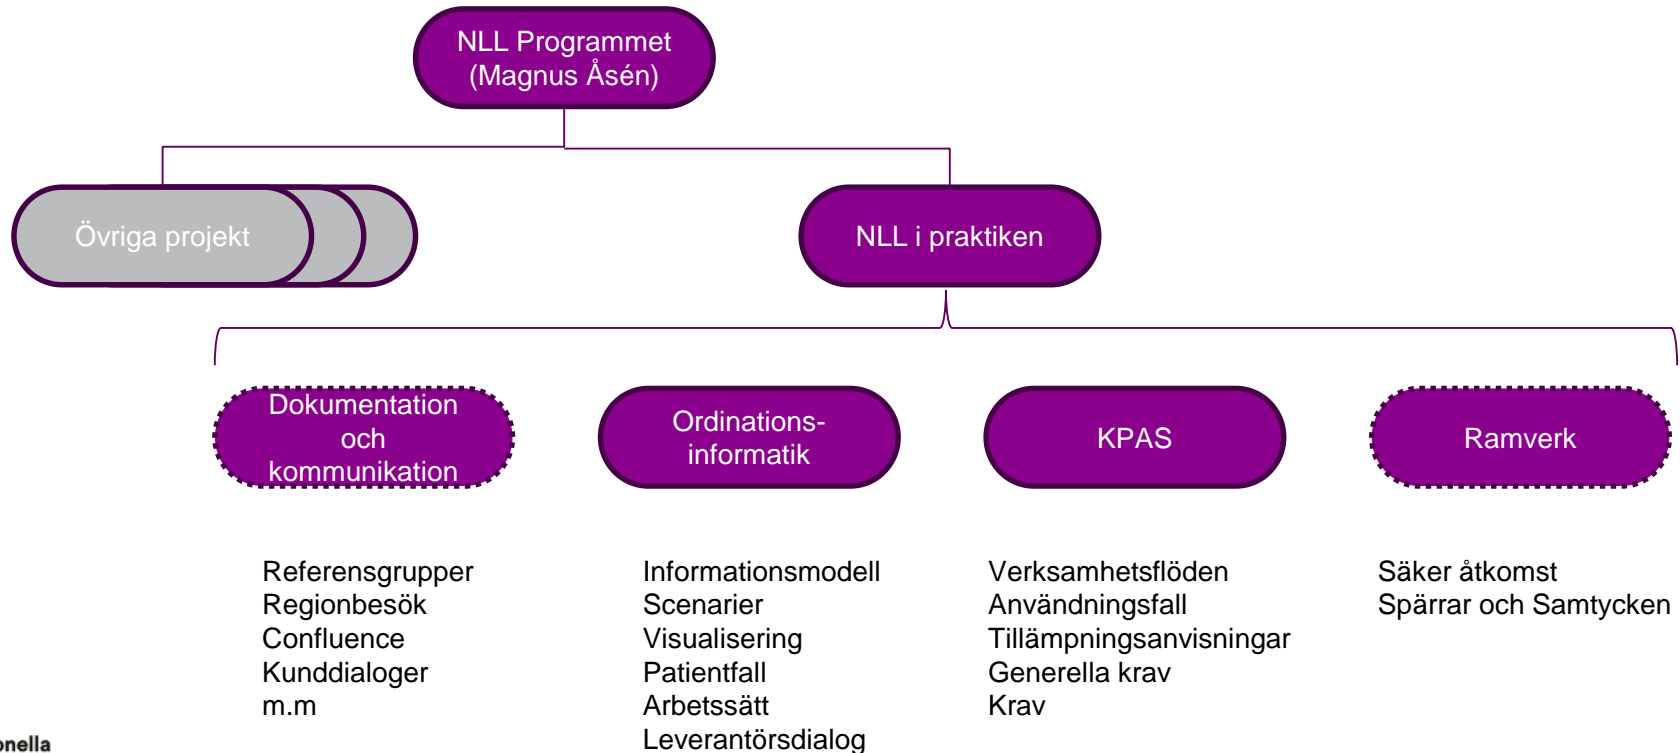 NLL Programmet
(Magnus Åsén)
Övriga projekt
NLL i praktiken
Dokumentation
och
kommunikation
Ordinations-
informatik
KPAS
Ramverk
Referensgrupper
Regionbesök
Confluence
Kunddialoger
m.m
Informationsmodell
Scenarier
Visualisering
Patientfall
Arbetssätt
Leverantörsdialog
Verksamhetsflöden
Användningsfall
Tillämpningsanvisningar
Generella krav
Krav
Säker åtkomst
Spärrar och Samtycken